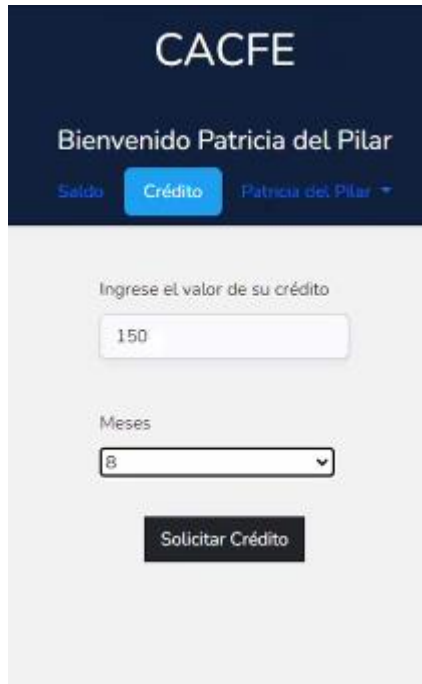 CACFE
Bienvenido Patricia del Pilar
Saldo Crédito Patricia del Pilar
Ingrese el valor de su crédito
150
Meses
8
Solicitar Crédito